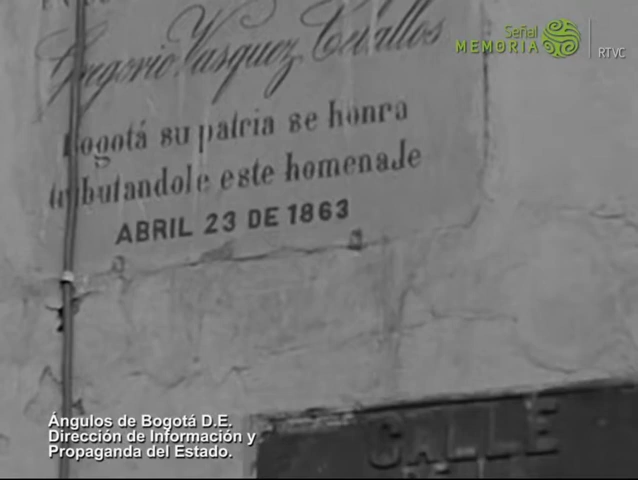 Gregorio Vasquez Ceballos
Bogotá su patria se honra
tributandole este homenaje
ABRIL 23 DE 1863
CALLE
Señal
MEMORIA
RTVC
Ángulos de Bogotá D.E.
Dirección de Información y
Propaganda del Estado.